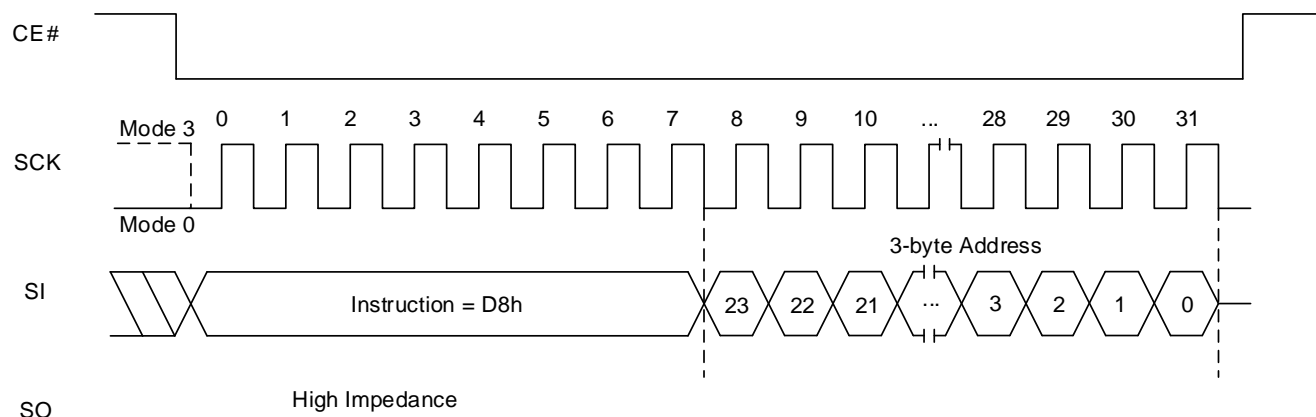 CE#
Mode 3 0 1 2 3 4 5 6 7 8 9 10 ... 28 29 30 31
SCK
Mode 0
3-byte Address
SI Instruction = D8h 23 22 21 ... 3 2 1 0
High Impedance
SO